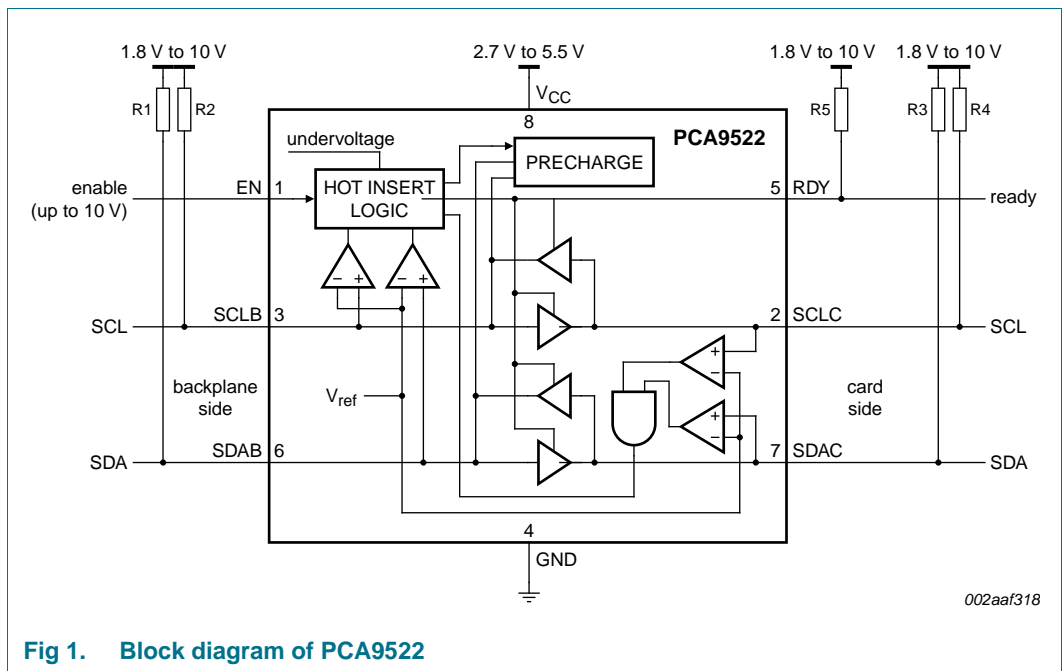 1.8 V to 10 V
2.7 V to 5.5 V
1.8 V to 10 V
1.8 V to 10 V
R1
R2
VCC
R5
R3
R4
8
PCA9522
undervoltage
PRECHARGE
enable
(up to 10 V)
EN
1
HOT INSERT
LOGIC
5
RDY
ready
− +
− +
SCL
SCLB
3
2
SCLC
SCL
+
−
backplane
side
Vref
card
side
+
−
SDA
SDAB
6
7
SDAC
SDA
4
GND
002aaf318
Fig 1. Block diagram of PCA9522